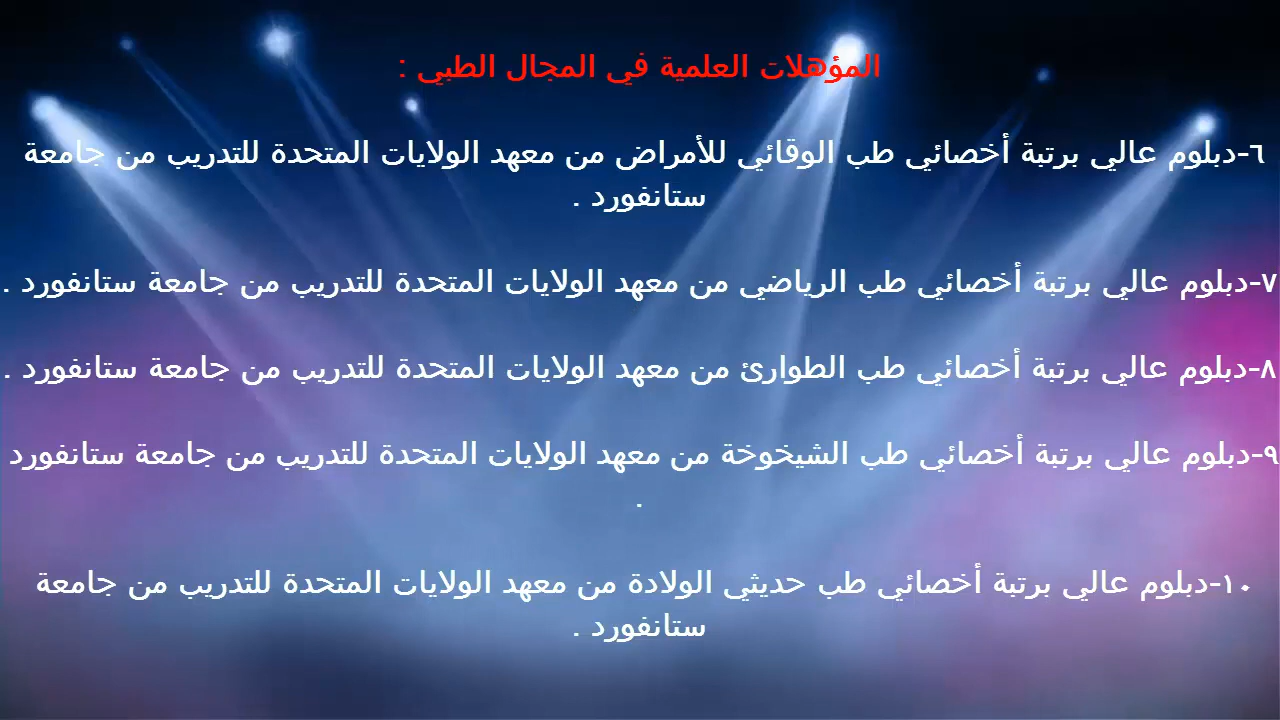 المؤهلات العلمية في المجال الطبي :
٦-دبلوم عالي برتبة أخصائي طب الوقائي للأمراض من معهد الولايات المتحدة للتدريب من جامعة
ستانفورد .
٧-دبلوم عالي برتبة أخصائي طب الرياضي من معهد الولايات المتحدة للتدريب من جامعة ستانفورد .
٨-دبلوم عالي برتبة أخصائي طب الطوارئ من معهد الولايات المتحدة للتدريب من جامعة ستانفورد .
٩-دبلوم عالي برتبة أخصائي طب الشيخوخة من معهد الولايات المتحدة للتدريب من جامعة ستانفورد
.
١٠-دبلوم عالي برتبة أخصائي طب حديثي الولادة من معهد الولايات المتحدة للتدريب من جامعة
ستانفورد .